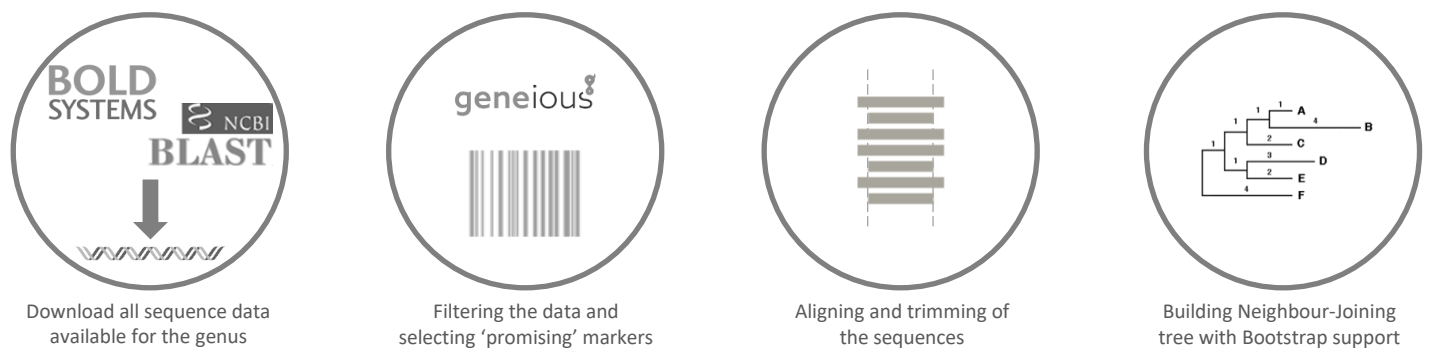 BOLD
SYSTEMS
NCBI
BLAST
Download all sequence data
available for the genus
geneious
Filtering the data and
selecting ‘promising’ markers
Aligning and trimming of
the sequences
1
1 A
4 B
1
2 C
1
3 D
1
2 E
4 F
Building Neighbour-Joining
tree with Bootstrap support